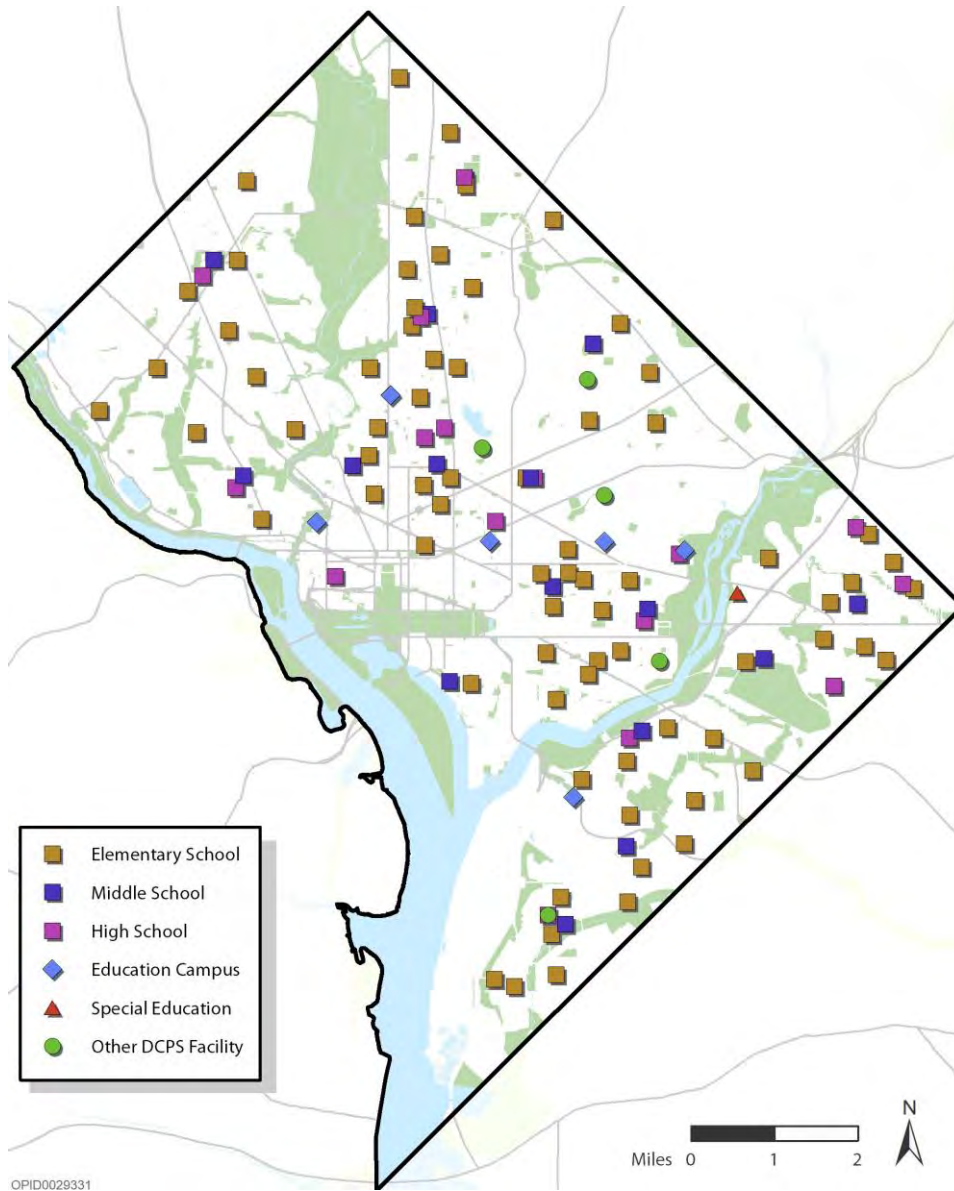 Elementary School
Middle School
High School
Education Campus
Special Education
Other DCPS Facility
N
Miles 0 1 2
OPID0029331